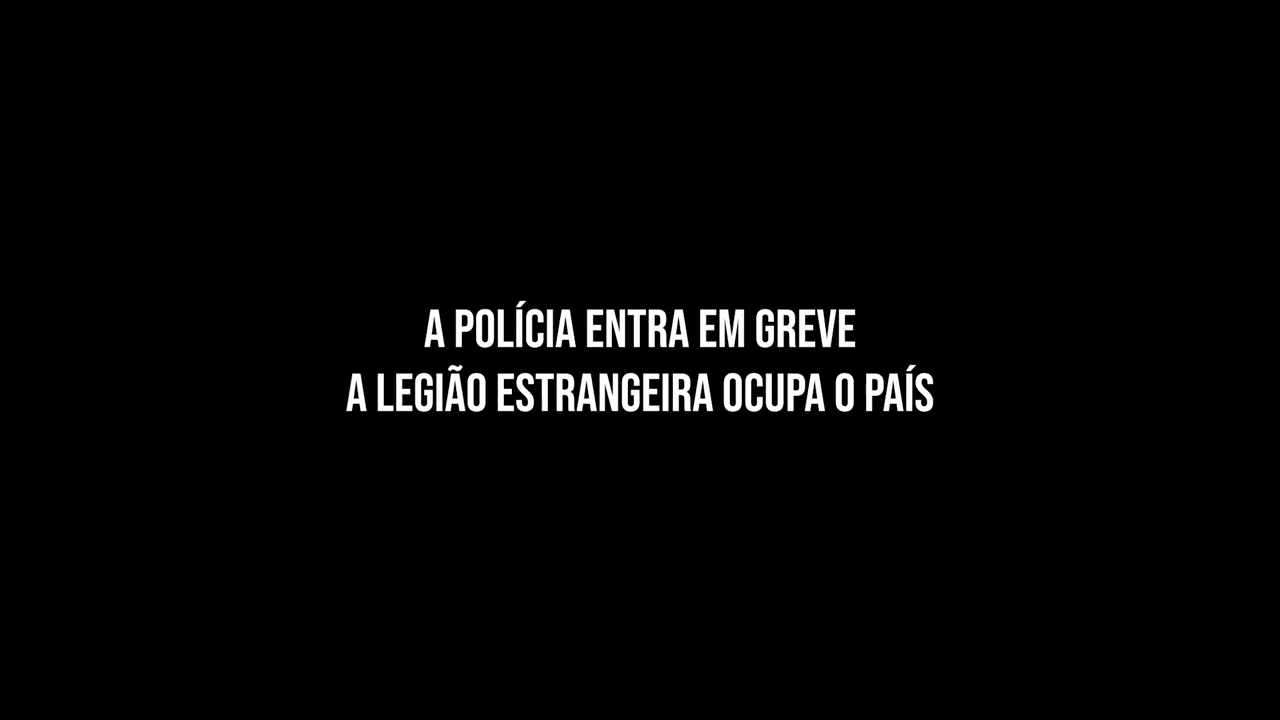 A POLÍCIA ENTRA EM GREVE
A LEGIÃO ESTRANGEIRA OCUPA O PAÍS